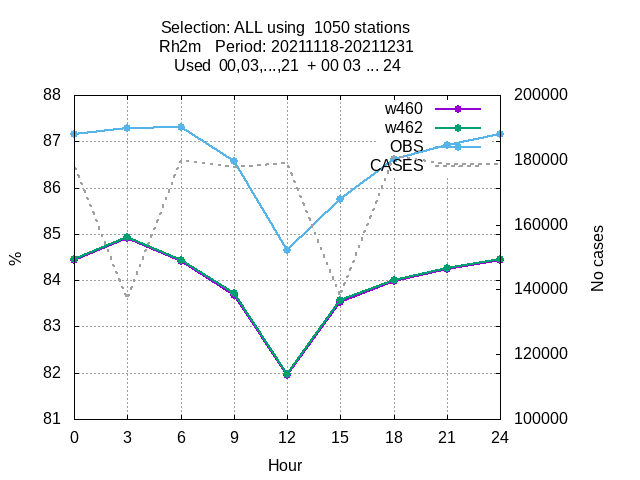 Selection: ALL using  1050 stations
Rh2m   Period: 20211118-20211231
Used  00,03,...,21  + 00 03 ... 24
88 200000
w460
w462
87 OBS
180000
CASES
86
160000
85
% No cases
84 140000
83
120000
82
81 100000
0 3 6 9 12 15 18 21 24
Hour